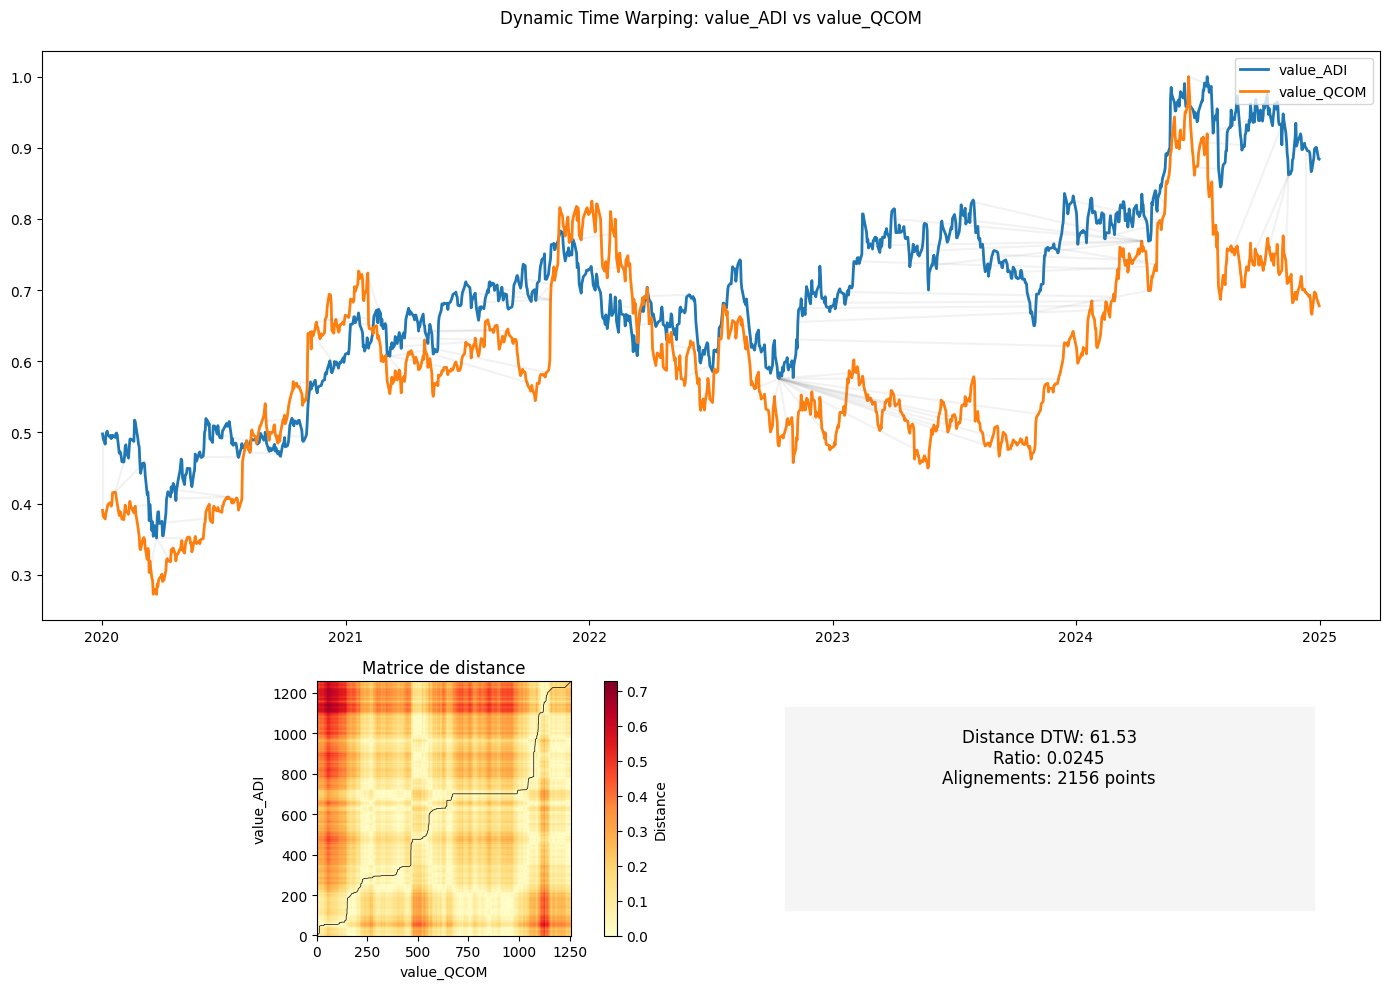 Dynamic Time Warping: value_ADI vs value_QCOM
value_ADI
value_QCOM
1.0
0.9
0.8
0.7
0.6
0.5
0.4
0.3
2020 2021 2022 2023 2024 2025
Matrice de distance
value_ADI
1200
1000
800
600
400
200
0
0 250 500 750 1000 1250
value_QCOM
0.7
0.6
0.5
0.4
0.3
0.2
0.1
0.0
Distance
Distance DTW: 61.53
Ratio: 0.0245
Alignements: 2156 points